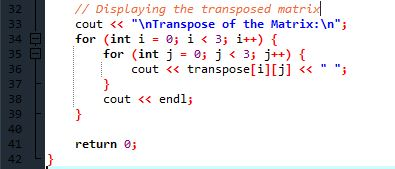 32 // Displaying the transposed matrix
33 cout << "\nTranspose of the Matrix:\n";
34 for (int i = 0; i < 3; i++) {
35 for (int j = 0; j < 3; j++) {
36 cout << transpose[i][j] << " ";
37 }
38 cout << endl;
39 }
40
41 return 0;
42 }